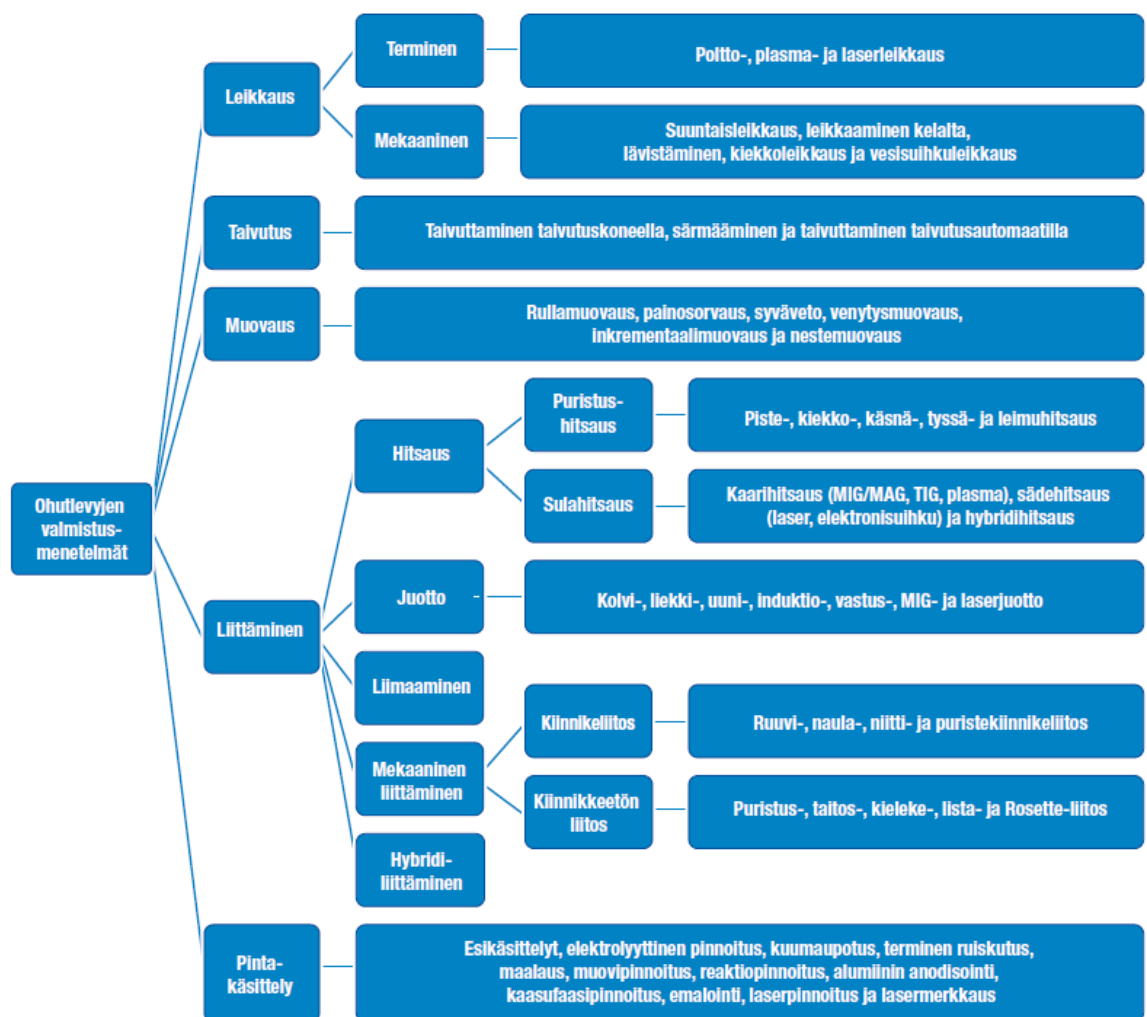 Terminen
Poltto-, plasma- ja laserleikkaus
Leikkaus
Mekaaninen
Suuntaisleikkaus, leikkaaminen kelalta,
lävistäminen, kiekkoleikkaus ja vesisuihkuleikkaus
Taivutus
Taivuttaminen taivutuskoneella, särmääminen ja taivuttaminen taivutusautomaatilla
Muovaus
Rullamuovaus, painosorvaus, syväveto, venytysmuovaus,
inkrementaalimuovaus ja nestemuovaus
Puristus-
hitsaus
Piste-, kiekko-, käsnä-, tyssä- ja leimuhitsaus
Hitsaus
Sulahitsaus
Kaarihitsaus (MIG/MAG, TIG, plasma), sädehitsaus
(laser, elektronisuihku) ja hybridihitsaus
Ohutlevyjen
valmistus-
menetelmät
Juotto
Kolvi-, liekki-, uuni-, induktio-, vastus-, MIG- ja laserjuotto
Liittäminen
Liimaaminen
Kiinnikeliitos
Ruuvi-, naula-, niitti- ja puristekiinnikeliitos
Mekaaninen
liittäminen
Kiinnikkeetön
liitos
Puristus-, taitos-, kieleke-, lista- ja Rosette-liitos
Hybridi-
liittäminen
Pinta-
käsittely
Esikäsittelyt, elektrolyyttinen pinnoitus, kuumaupotus, terminen ruiskutus,
maalaus, muovipinnoitus, reaktiopinnoitus, alumiinin anodisointi,
kaasufaasipinnoitus, emalointi, laserpinnoitus ja lasermerkkaus